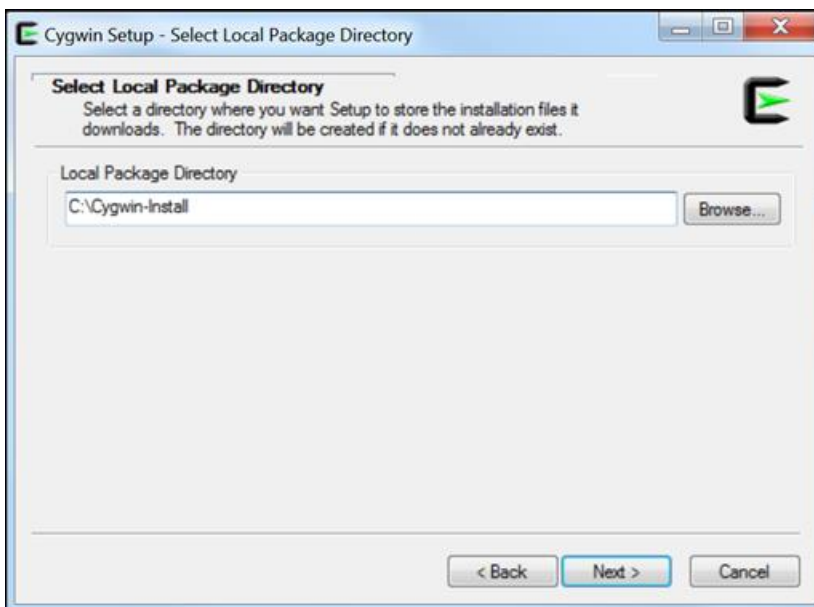 Cygwin Setup - Select Local Package Directory
Select Local Package Directory
Select a directory where you want Setup to store the installation files it
downloads. The directory will be created if it does not already exist.
Local Package Directory
C:\Cygwin-Install
Browse...
< Back
Next >
Cancel